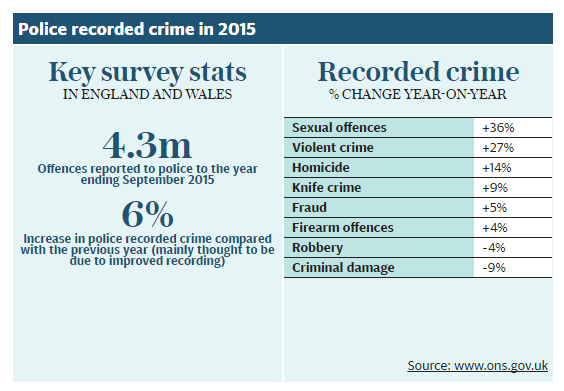 Police recorded crime in 2015
Key survey stats
IN ENGLAND AND WALES
4.3m
Offences reported to police to the year
ending September 2015
6%
Increase in police recorded crime compared
with the previous year (mainly thought to be
due to improved recording)
Recorded crime
% CHANGE YEAR-ON-YEAR
Sexual offences +36%
Violent crime +27%
Homicide +14%
Knife crime +9%
Fraud +5%
Firearm offences +4%
Robbery -4%
Criminal damage -9%
Source: www.ons.gov.uk